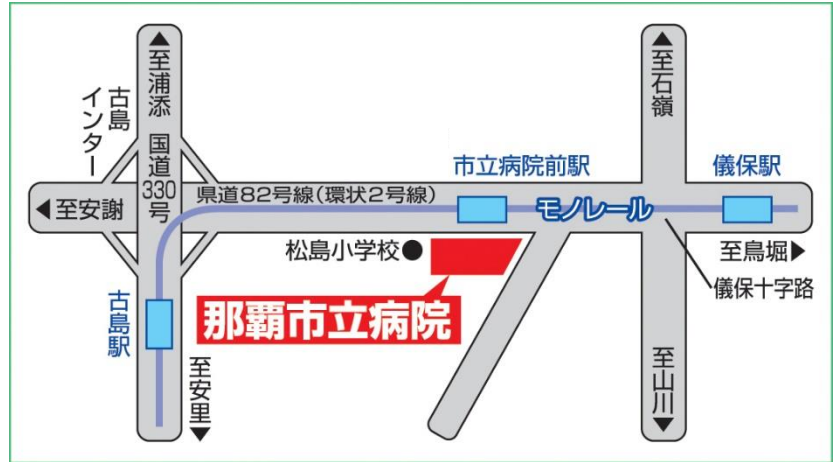 ▲至浦添
国道330号
古島インター
◀至安謝
県道82号線(環状2号線)
市立病院前駅
モノレール
儀保駅
▲至石嶺
松島小学校●
那覇市立病院
至鳥堀▶
儀保十字路
古島駅
至安里▼
至山川▼